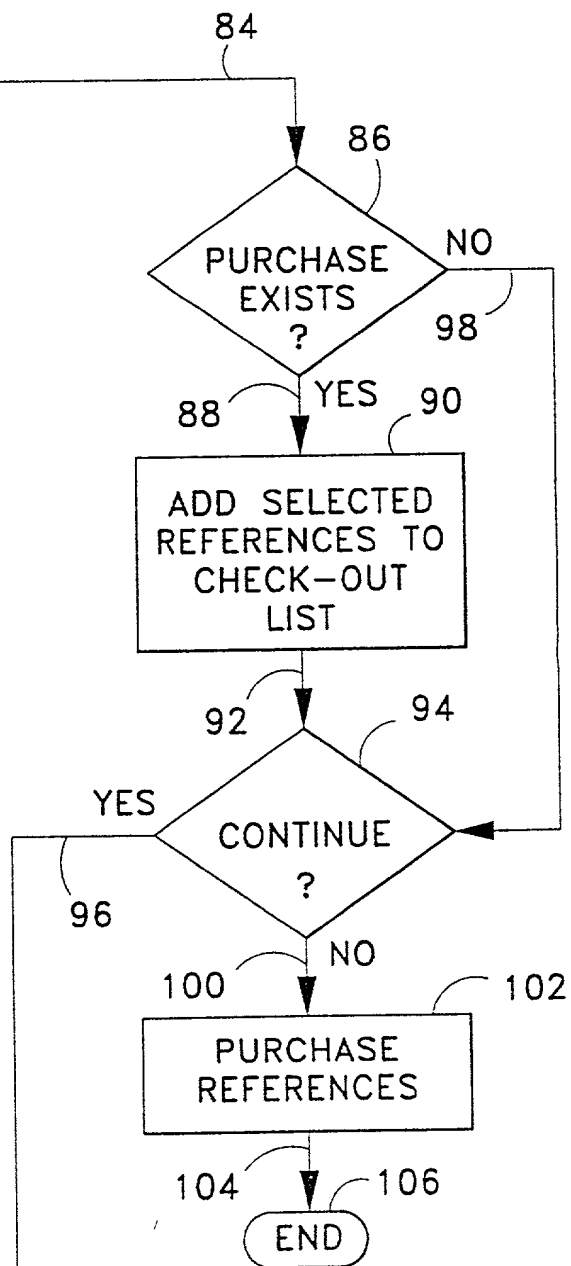 84
86
PURCHASE
EXISTS
?
NO
98
88
YES
90
ADD SELECTED
REFERENCES TO
CHECK-OUT
LIST
92
94
YES
CONTINUE
?
96
100
NO
102
PURCHASE
REFERENCES
104
106
END